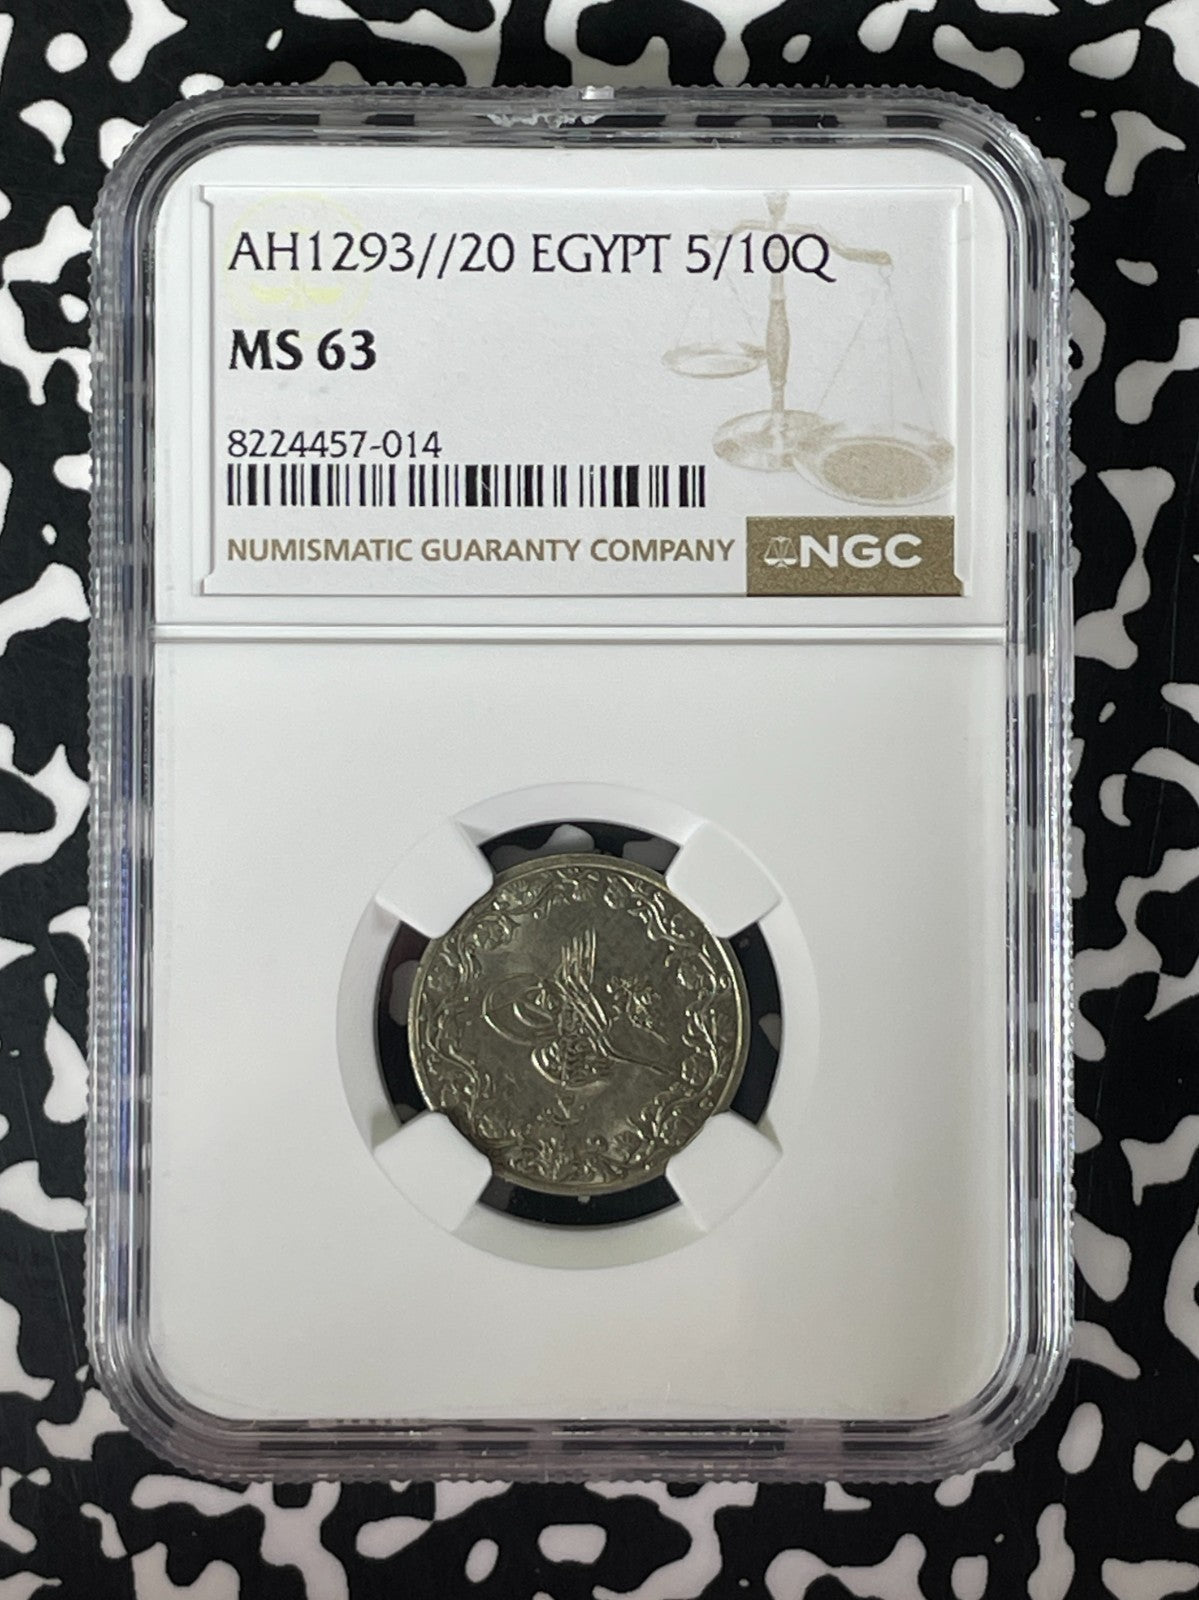 AH1293//20 EGYPT 5/10Q
MS 63
8224457-014
NUMISMATIC GUARANTY COMPANY
NGC